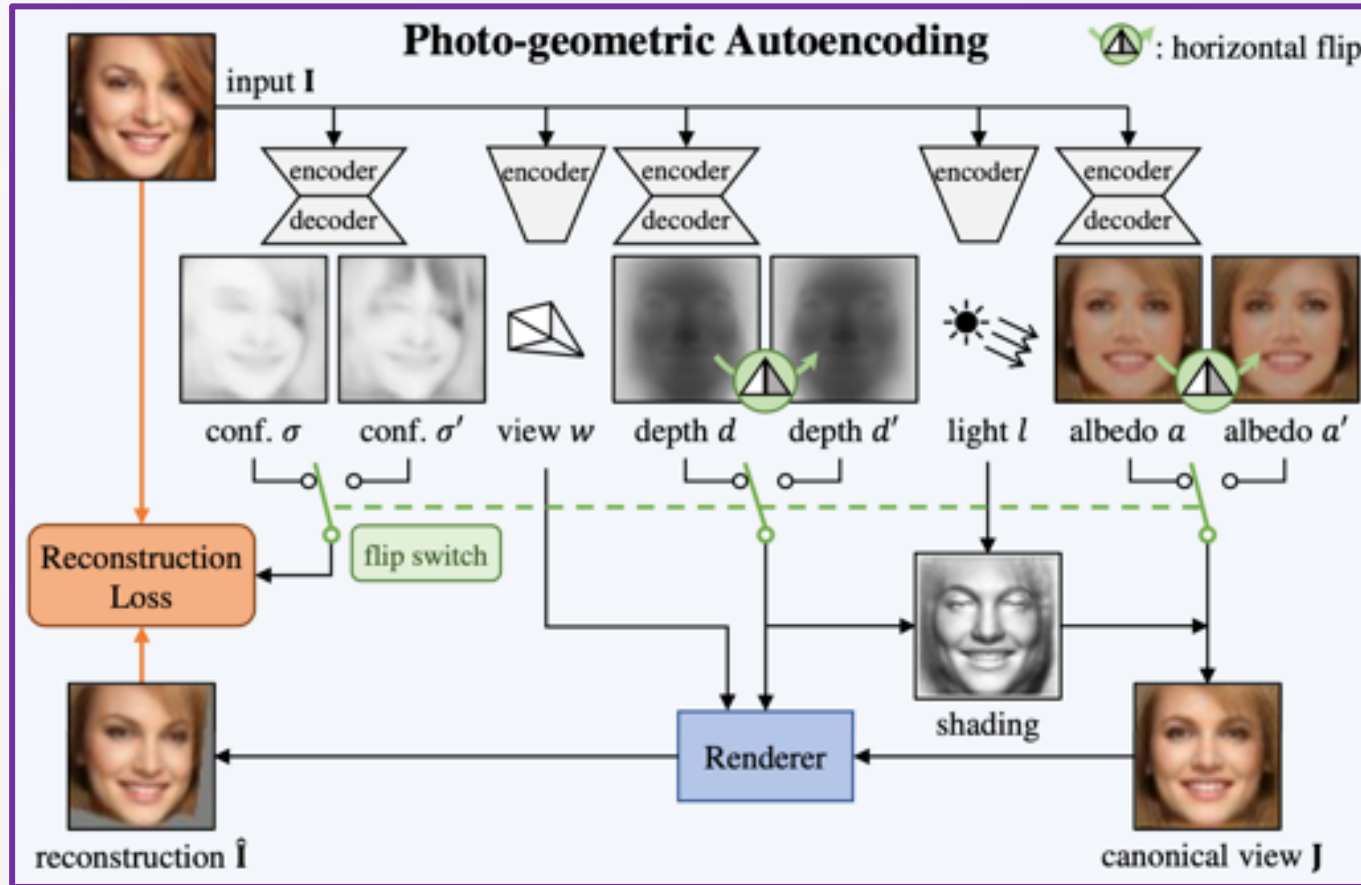 Photo-geometric Autoencoding
: horizontal flip
input I
encoder
decoder
encoder
encoder
decoder
encoder
encoder
decoder
conf. σ
conf. σ′
view w
depth d
depth d′
light l
albedo a
albedo a′
Reconstruction
Loss
flip switch
shading
Renderer
reconstruction Î
canonical view J